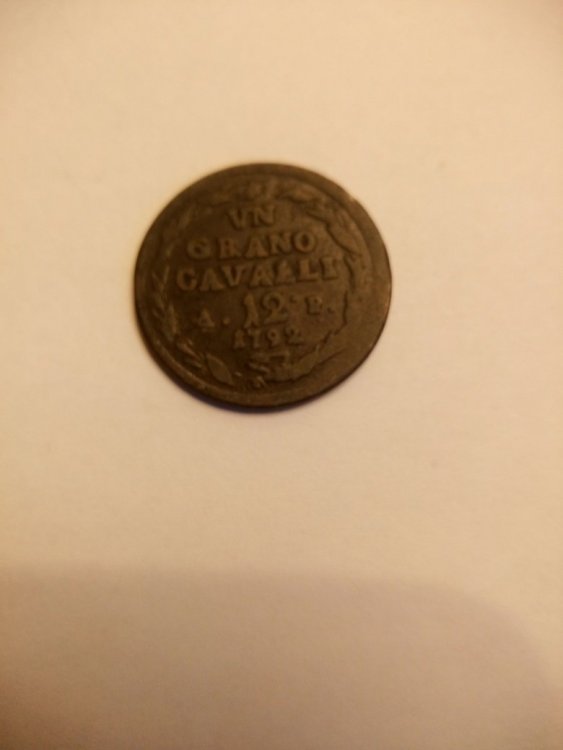 UN
GRANO
CAVALLI
A. 12 P.
1792